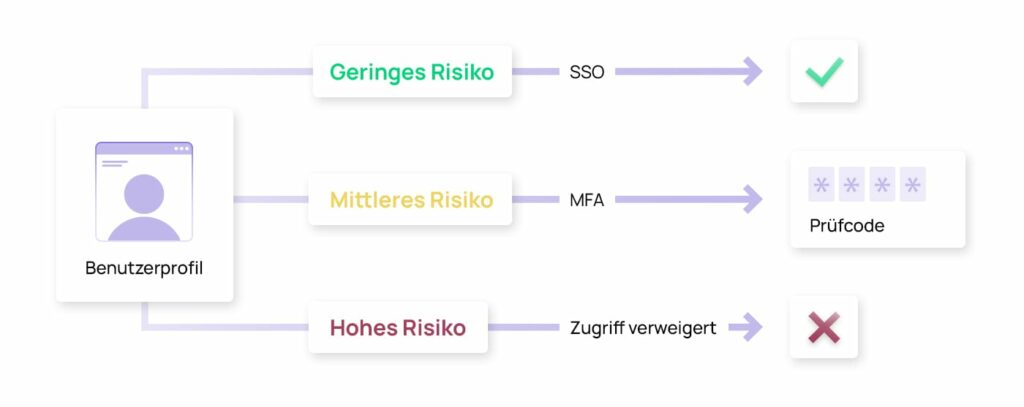 Geringes Risiko
SSO
Benutzerprofil
Mittleres Risiko
MFA
* * * *
Prüfcode
Hohes Risiko
Zugriff verweigert